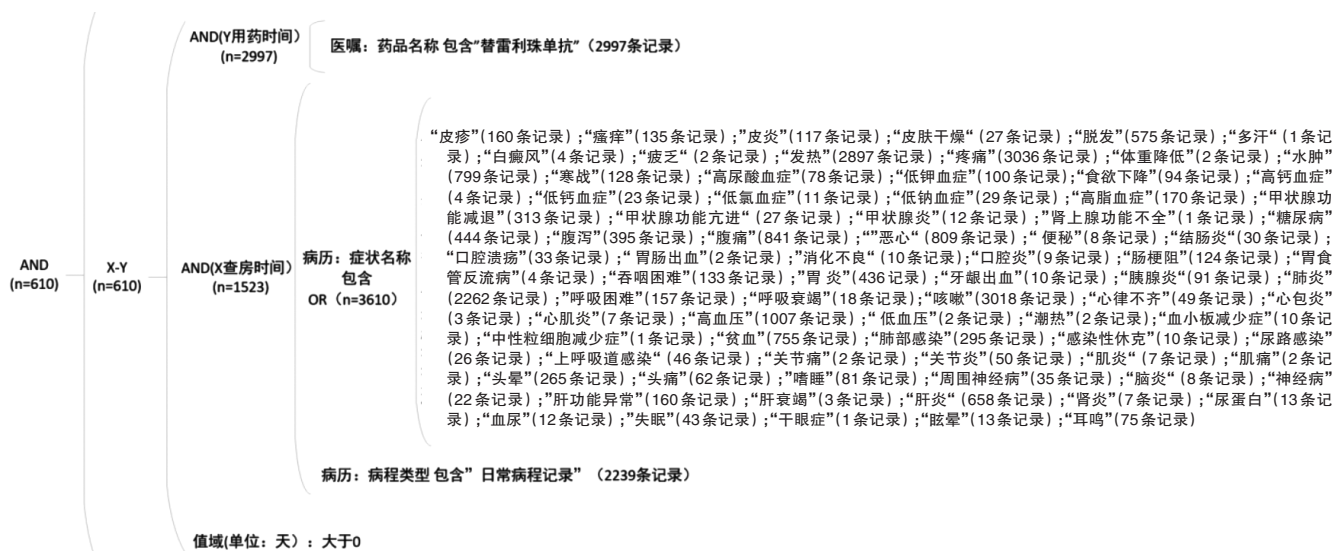 AND(Y用药时间）
(n=2997)
医嘱：药品名称 包含“替雷利珠单抗”（2997条记录）
AND
(n=610)
X-Y
(n=610)
AND(X查房时间）
(n=1523)
病历：症状名称
包含
OR（n=3610）
“皮疹”(160条记录);“瘙痒”(135条记录);”皮炎”(117条记录)“皮肤干燥“(27条记录);“脱发”(575条记录);“多汗“(1条记
录);“白癜风”(4条记录);“疲乏“(2条记录);“发热”(2897条记录);“疼痛”(3036条记录);“体重降低”(2条记录);“水肿”
(799条记录);“寒战”(128条记录);“高尿酸血症”(78条记录);“低钾血症”(100条记录);“食欲下降”(94条记录);“高钙血症”
(4条记录);“低钙血症”(23条记录);“低氯血症”(11条记录);“低钠血症”(29条记录);“高脂血症”(170条记录);“甲状腺功
能减退”(313条记录);“甲状腺功能亢进“(27条记录);“甲状腺炎”(12条记录);“肾上腺功能不全”(1条记录);“糖尿病”
(444条记录);“腹泻”(395条记录);“腹痛”(841条记录);“”恶心“(809条记录);“ 便秘”(8条记录);“结肠炎“(30条记录);
“口腔溃疡”(33条记录);“ 胃肠出血”(2条记录);”消化不良“(10条记录);“口腔炎”(9条记录);“肠梗阻”(124条记录);“胃食
管反流病”(4条记录);“吞咽困难”(133条记录);”胃 炎”(436记录);“牙龈出血”(10条记录);“胰腺炎“(91条记录);“肺炎”
(2262条记录);”呼吸困难”(157条记录);“呼吸衰竭”(18条记录);“咳嗽”(3018条记录);“心律不齐”(49条记录);“心包炎”
(3条记录);“心肌炎”(7条记录);“高血压”(1007条记录);“ 低血压”(2条记录);“潮热”(2条记录);“血小板减少症”(10条记
录);“中性粒细胞减少症”(1条记录);“贫血”(755条记录);“肺部感染”(295条记录);“感染性休克”(10条记录);“尿路感染”
(26条记录);“上呼吸道感染“(46条记录);“关节痛”(2条记录);“关节炎”(50条记录);“肌炎“(7条记录);“肌痛”(2条记
录);“头晕”(265条记录);“头痛”(62条记录);”嗜睡”(81条记录);“周围神经病”(35条记录);“脑炎“(8条记录);“神经病”
(22条记录);”肝功能异常”(160条记录);“肝衰竭”(3条记录);“肝炎“(658条记录);“肾炎”(7条记录);“尿蛋白”(13条记
录);“血尿”(12条记录);”失眠”(43条记录);“干眼症”(1条记录);“眩晕”(13条记录);“耳鸣”(75条记录)
病历：病程类型 包含”日常病程记录”（2239条记录）
值域(单位：天）：大于0